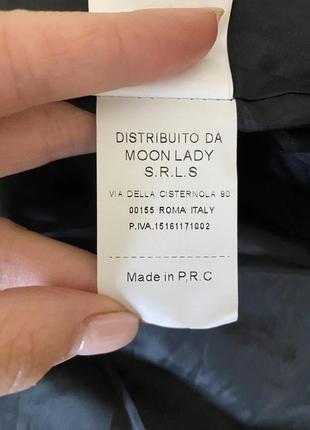 DISTRIBUITO DA
MOON LADY
S.R.L.S
VIA DELLA CISTERNOLA 90
00155 ROMA ITALY
P.IVA.15161171002
Made in P.R.C